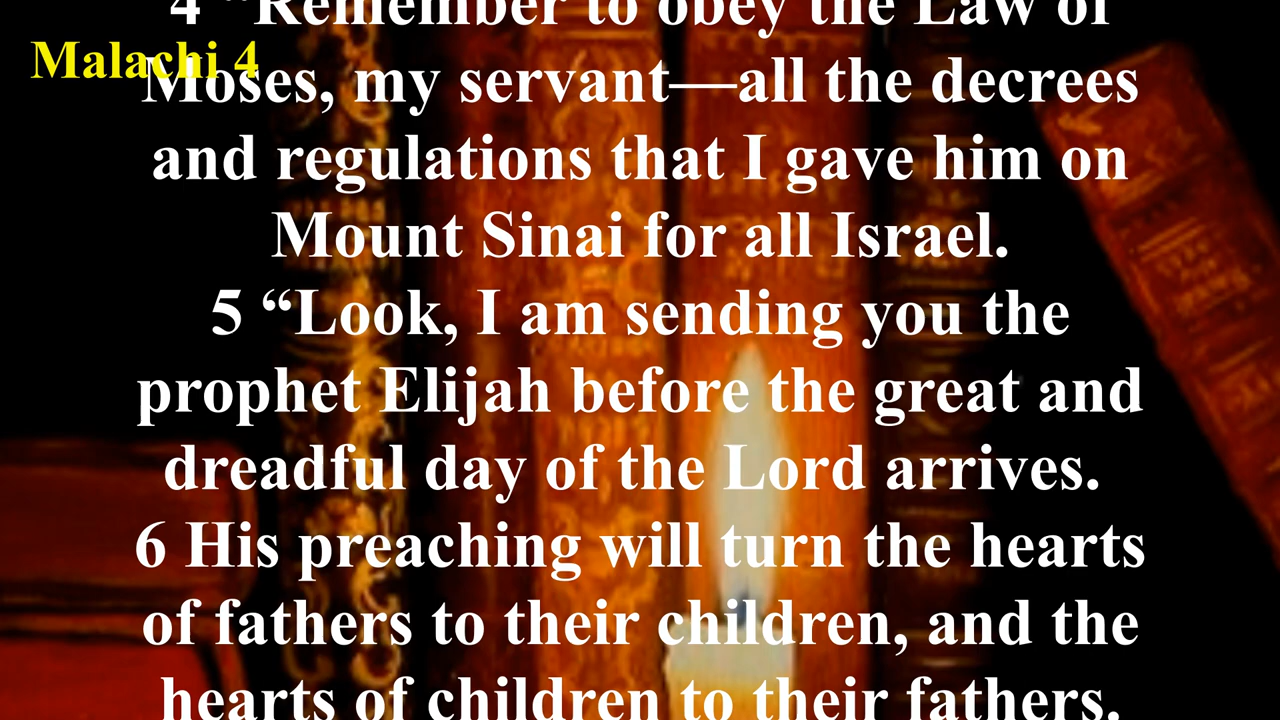 4 “Remember to obey the Law of
Malachi 4
Moses, my servant—all the decrees
and regulations that I gave him on
Mount Sinai for all Israel.
5 “Look, I am sending you the
prophet Elijah before the great and
dreadful day of the Lord arrives.
6 His preaching will turn the hearts
of fathers to their children, and the
hearts of children to their fathers.